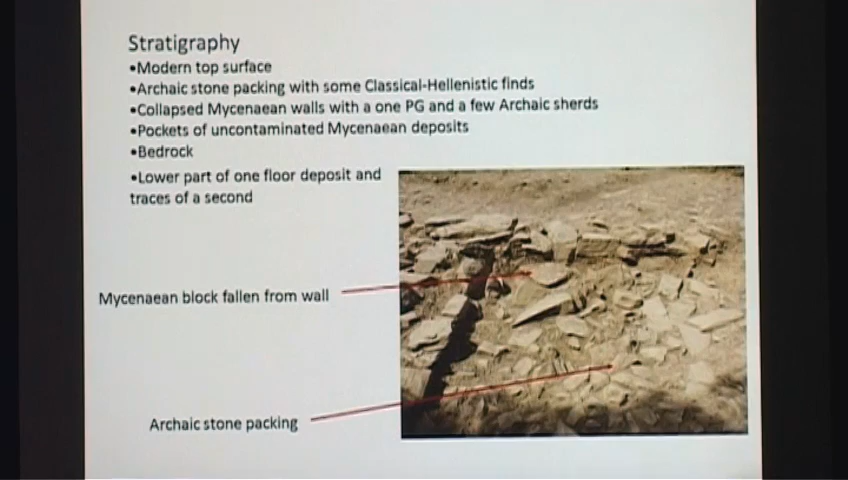 Stratigraphy
•Modern top surface
•Archaic stone packing with some Classical-Hellenistic finds
•Collapsed Mycenaean walls with a one PG and a few Archaic sherds
•Pockets of uncontaminated Mycenaean deposits
•Bedrock
•Lower part of one floor deposit and
traces of a second
Mycenaean block fallen from wall
Archaic stone packing